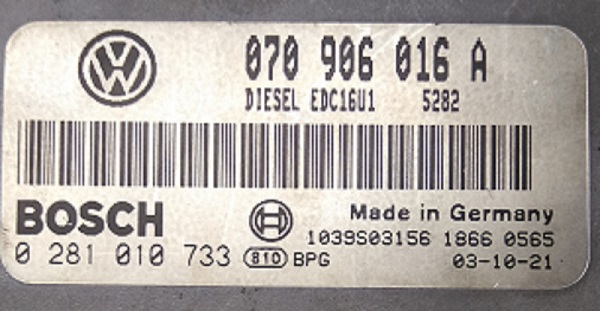 VW
070 906 016 A
DIESEL EDC16U1 5282
BOSCH
Made in Germany
1039S03156 1866 0565
0 281 010 733 810 BPG 03-10-21